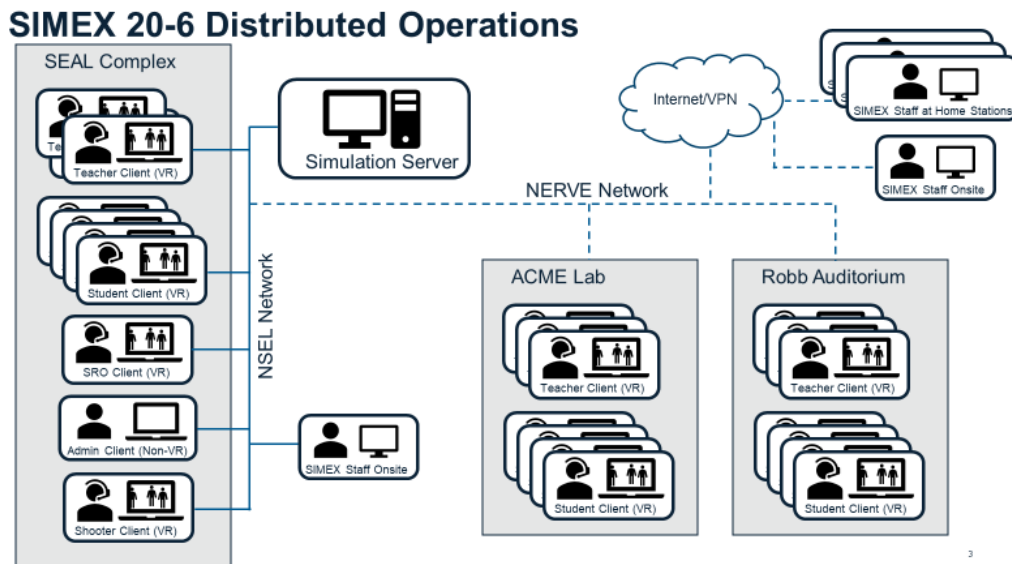 SIMEX 20-6 Distributed Operations
SEAL Complex
Te
Teacher Client (VR)
Student Client (VR)
SRO Client (VR)
Admin Client (Non-VR)
Shooter Client (VR)
Simulation Server
NSEL Network
SIMEX Staff Onsite
Internet/VPN
NERVE Network
S
S
SIMEX Staff at Home Stations
SIMEX Staff Onsite
ACME Lab
Teacher Client (VR)
Student Client (VR)
Robb Auditorium
Teacher Client (VR)
Student Client (VR)
3